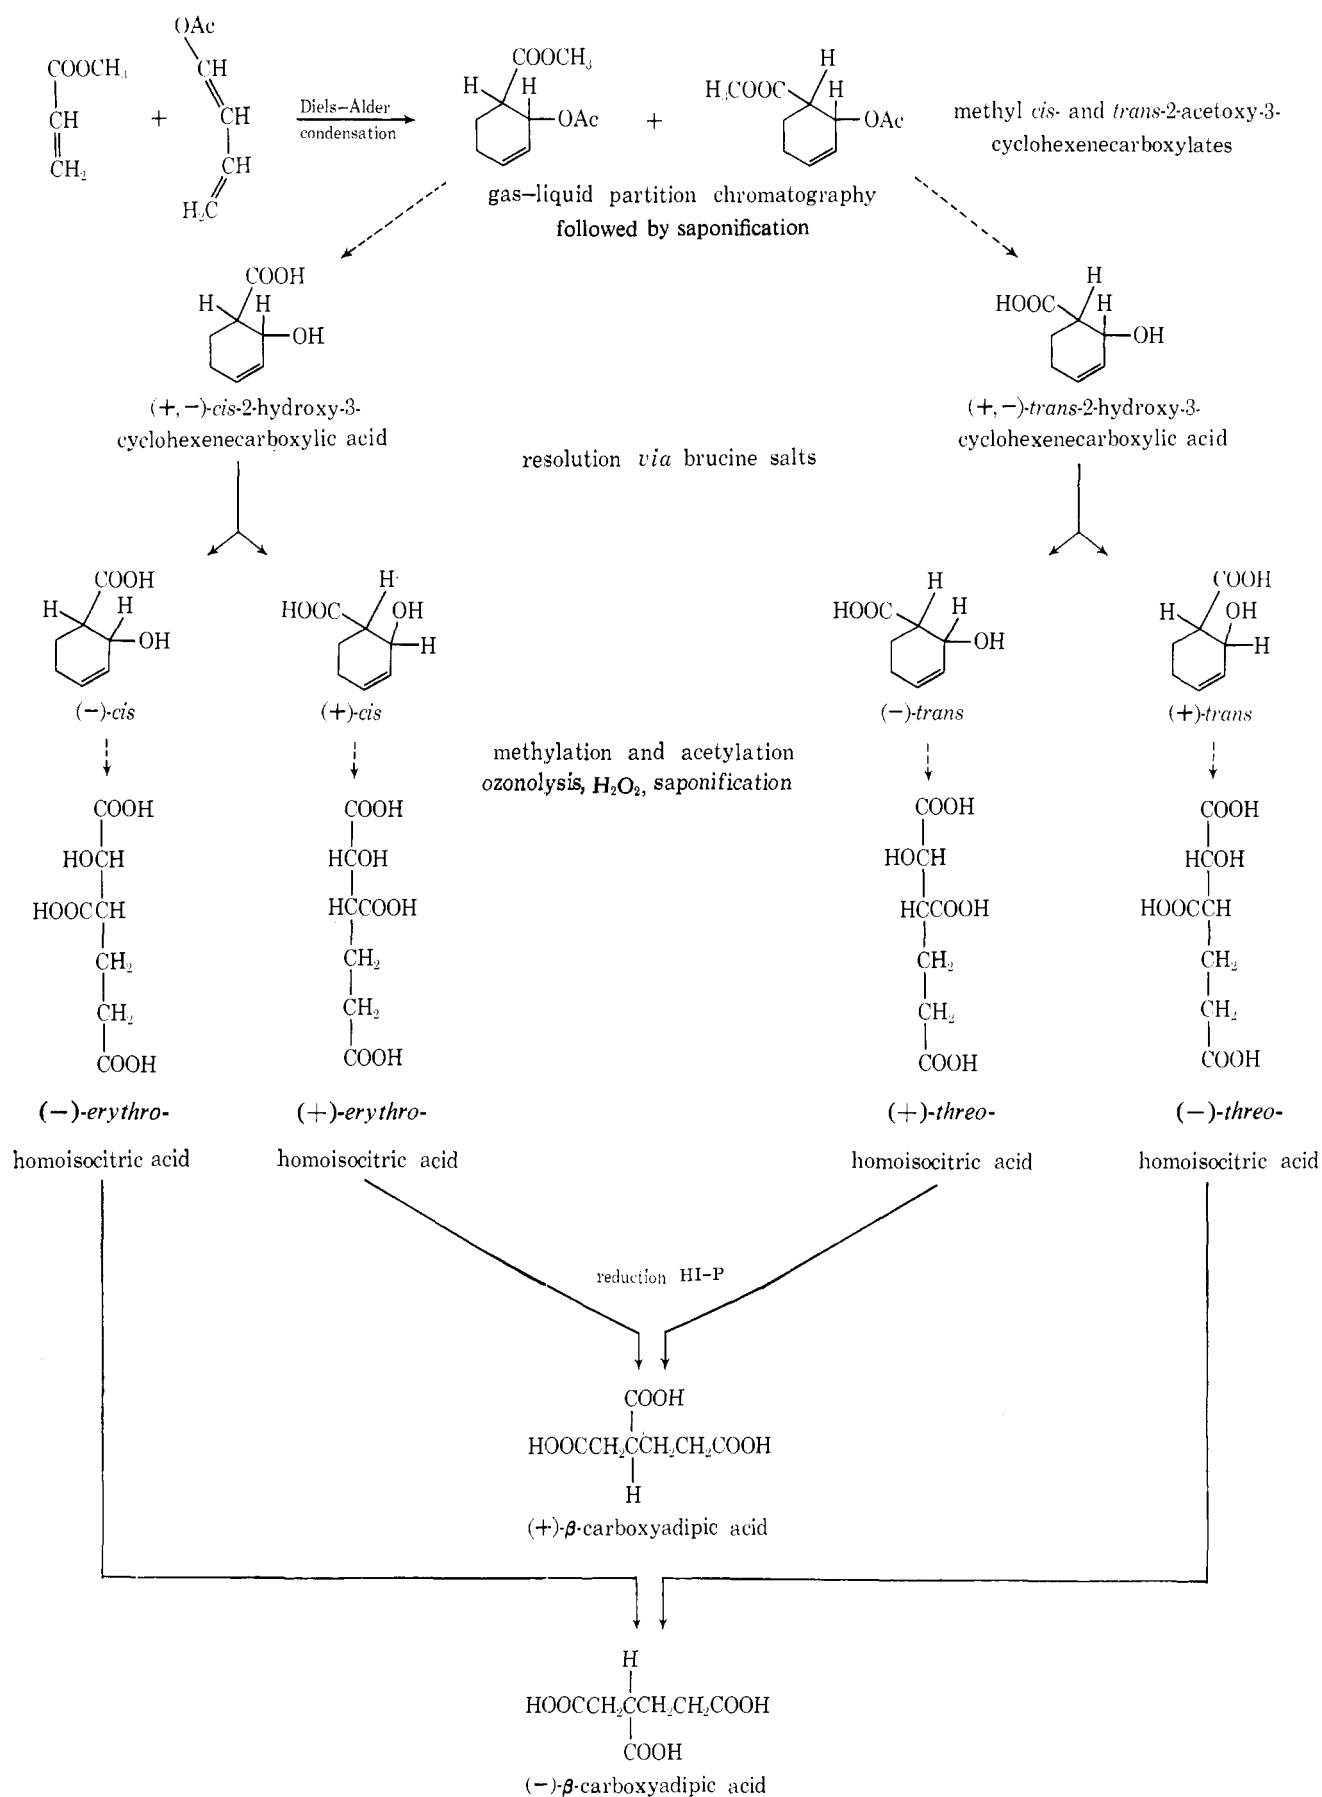 OAc
COOCH3
CH
CH2
+
CH
CH
CH
H2C
Diels–Alder
condensation
COOCH3
H
H
OAc
+
H
H3COOC
H
OAc
methyl cis- and trans-2-acetoxy-3-
cyclohexenecarboxylates
gas–liquid partition chromatography
followed by saponification
COOH
H
H
OH
(+,−)-cis-2-hydroxy-3-
cyclohexenecarboxylic acid
H
HOOC
H
OH
(+,−)-trans-2-hydroxy-3-
cyclohexenecarboxylic acid
resolution via brucine salts
COOH
H
H
OH
(−)-cis
H
HOOC
OH
H
(+)-cis
H
HOOC
H
OH
(−)-trans
COOH
H
OH
H
(+)-trans
methylation and acetylation
ozonolysis, H2O2, saponification
COOH
HOCH
HOOCCH
CH2
CH2
COOH
(−)-erythro-
homoisocitric acid
COOH
HCOH
HCCOOH
CH2
CH2
COOH
(+)-erythro-
homoisocitric acid
COOH
HOCH
HCCOOH
CH2
CH2
COOH
(+)-threo-
homoisocitric acid
COOH
HCOH
HOOCCH
CH2
CH2
COOH
(−)-threo-
homoisocitric acid
reduction HI–P
COOH
HOOCCH2CCH2CH2COOH
H
(+)-β-carboxyadipic acid
H
HOOCCH2CCH2CH2COOH
COOH
(−)-β-carboxyadipic acid